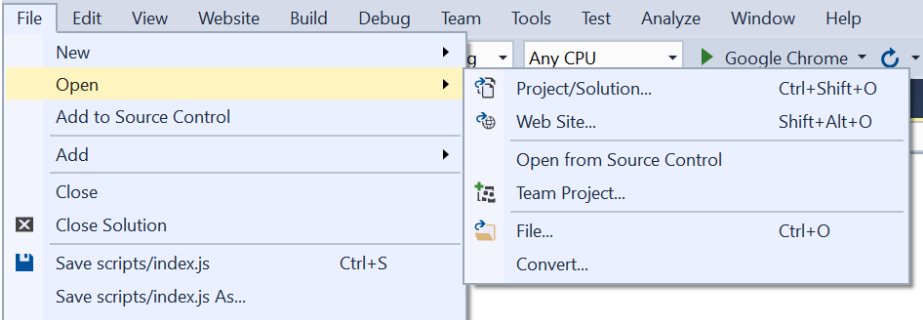 File Edit View Website Build Debug Team Tools Test Analyze Window Help
Any CPU Google Chrome
New
Open
Add to Source Control
Add
Close
Close Solution
Save scripts/index.js Ctrl+S
Save scripts/index.js As...
Project/Solution... Ctrl+Shift+O
Web Site... Shift+Alt+O
Open from Source Control
Team Project...
File... Ctrl+O
Convert...